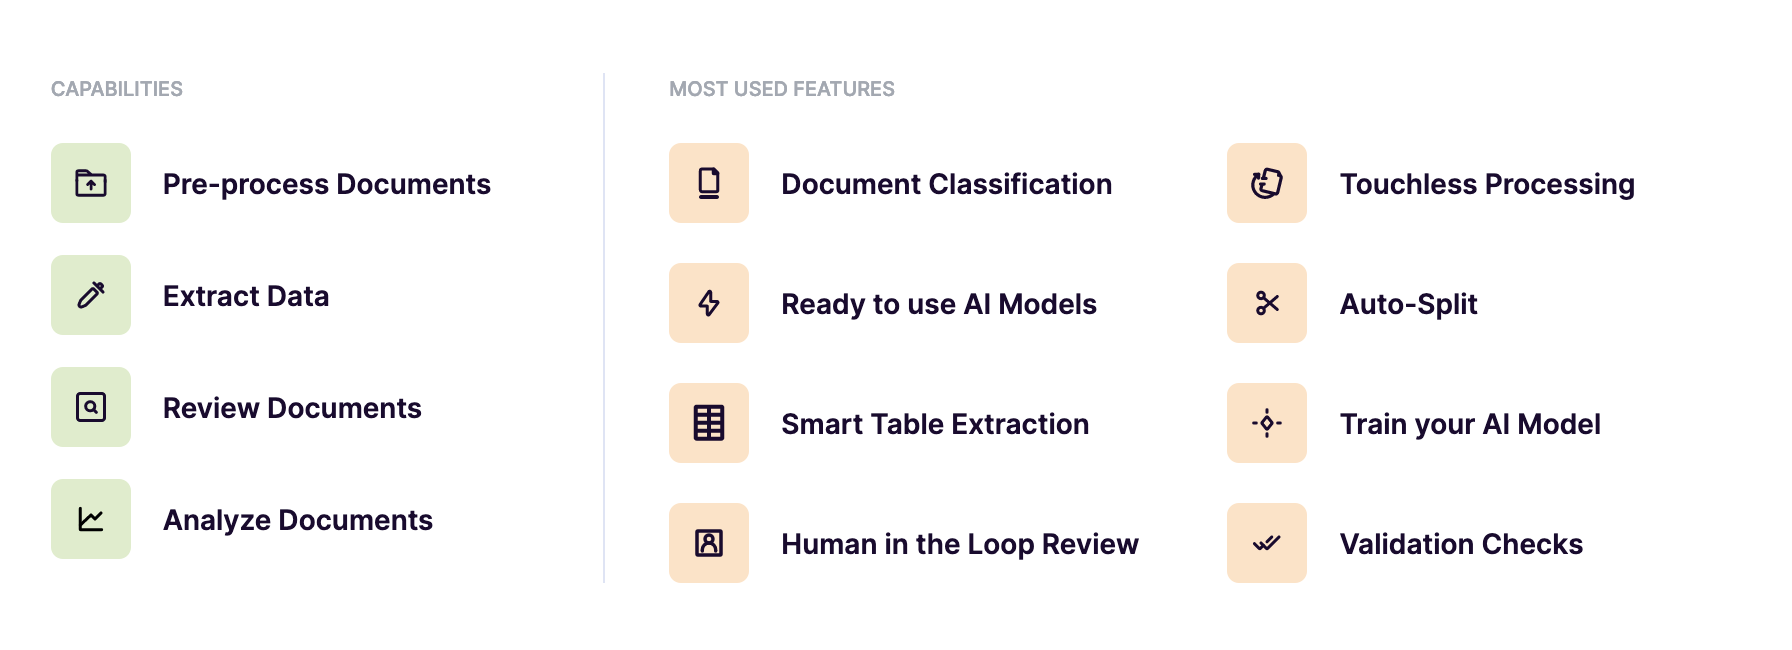 CAPABILITIES
Pre-process Documents
Extract Data
Review Documents
Analyze Documents
MOST USED FEATURES
Document Classification
Ready to use AI Models
Smart Table Extraction
Human in the Loop Review
Touchless Processing
Auto-Split
Train your AI Model
Validation Checks